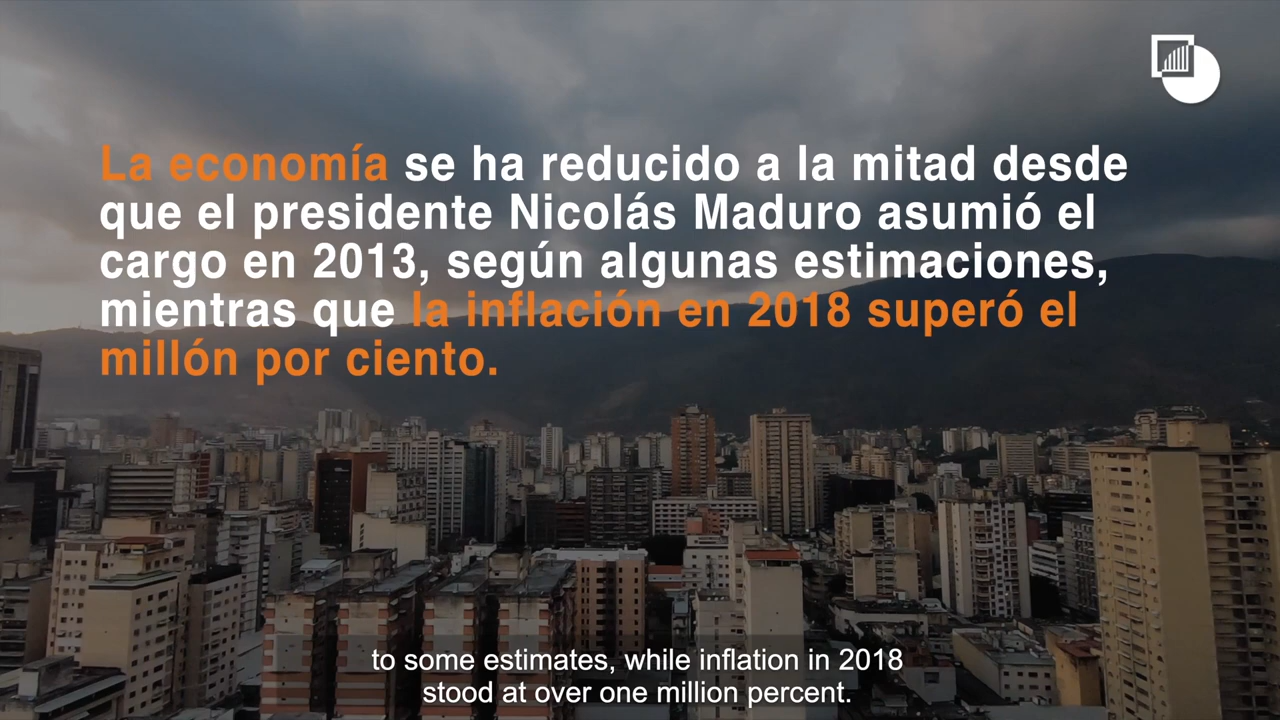 La economía se ha reducido a la mitad desde
que el presidente Nicolás Maduro asumió el
cargo en 2013, según algunas estimaciones,
mientras que la inflación en 2018 superó el
millón por ciento.
to some estimates, while inflation in 2018
stood at over one million percent.